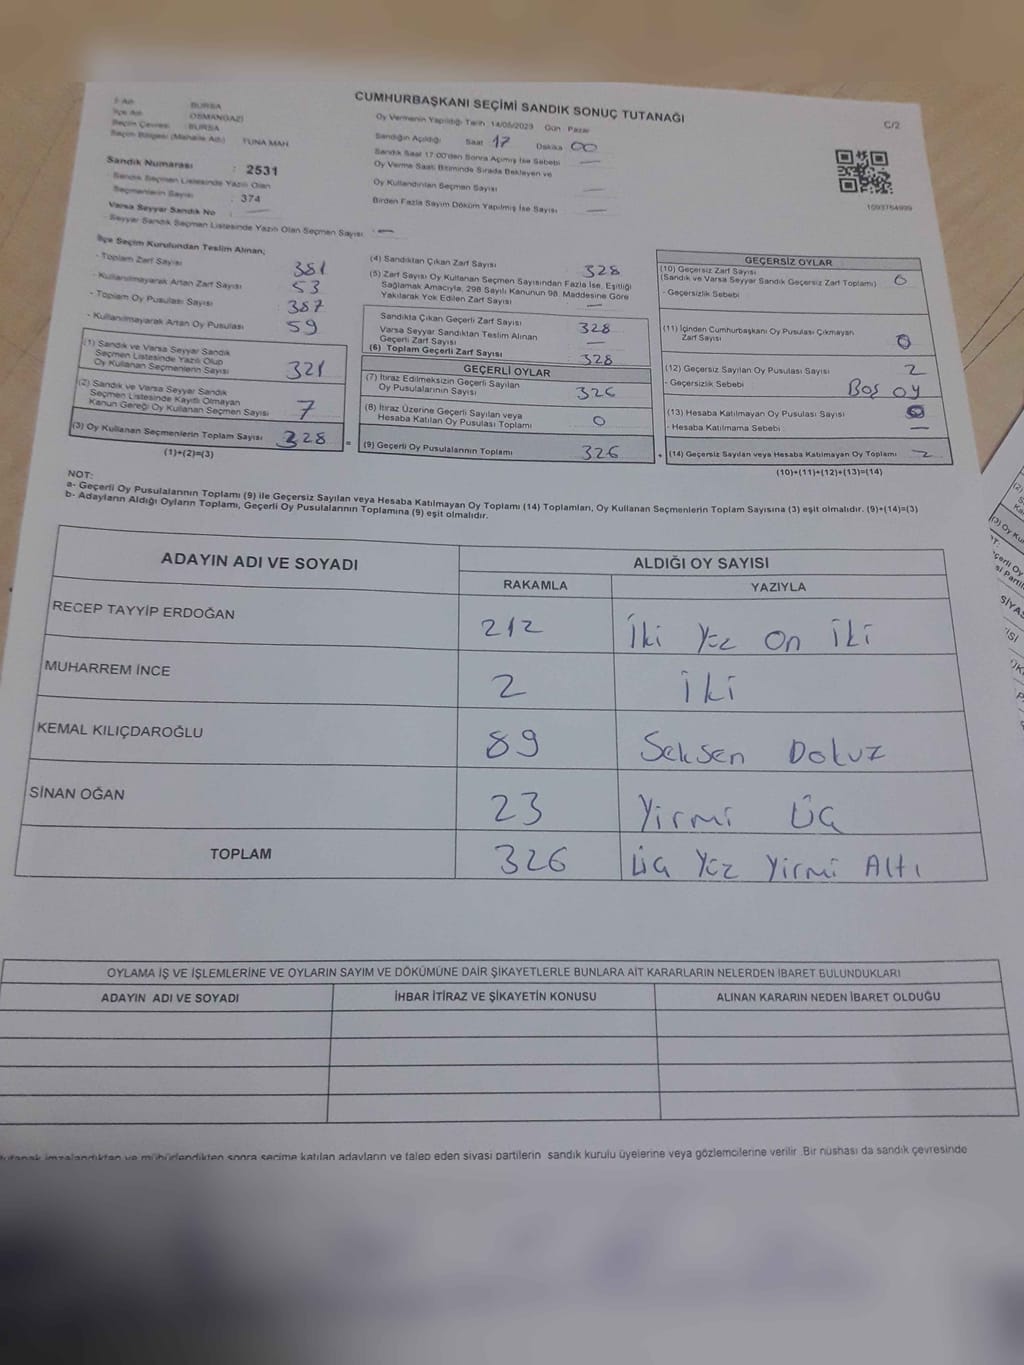 CUMHURBAŞKANI SEÇİMİ SANDIK SONUÇ TUTANAĞI
C/2
İl Adı BURSA
İlçe Adı OSMANGAZİ
Seçim Çevresi BURSA
Seçim Bölgesi (Mahalle Adı) TUNA MAH
Sandık Numarası : 2531
- Sandık Seçmen Listesinde Yazılı Olan
Seçmenlerin Sayısı : 374
Varsa Seyyar Sandık No : —
- Seyyar Sandık Seçmen Listesinde Yazılı Olan Seçmen Sayısı : —
Oy Vermenin Yapıldığı Tarih 14/05/2023 Gün Pazar
Sandığın Açıldığı Saat 17 Dakika 00
Sandık Saat 17:00'den Sonra Açılmış İse Sebebi —
Oy Verme Saati Bitiminde Sırada Bekleyen ve
Oy Kullandırılan Seçmen Sayısı —
Birden Fazla Sayım Döküm Yapılmış İse Sayısı —
1093764999
İlçe Seçim Kurulundan Teslim Alınan;
- Toplam Zarf Sayısı 381
- Kullanılmayarak Artan Zarf Sayısı 53
- Toplam Oy Pusulası Sayısı 387
- Kullanılmayarak Artan Oy Pusulası 59
(1) Sandık ve Varsa Seyyar Sandık
Seçmen Listesinde Yazılı Olup
Oy Kullanan Seçmenlerin Sayısı 321
(2) Sandık ve Varsa Seyyar Sandık
Seçmen Listesinde Kayıtlı Olmayan
Kanun Gereği Oy Kullanan Seçmen Sayısı 7
(3) Oy Kullanan Seçmenlerin Toplam Sayısı 328 =
(1)+(2)=(3)
(4) Sandıktan Çıkan Zarf Sayısı 328
(5) Zarf Sayısı Oy Kullanan Seçmen Sayısından Fazla İse, Eşitliği
Sağlamak Amacıyla, 298 Sayılı Kanunun 98. Maddesine Göre
Yakılarak Yok Edilen Zarf Sayısı —
Sandıkla Çıkan Geçerli Zarf Sayısı 328
Varsa Seyyar Sandıktan Teslim Alınan
Geçerli Zarf Sayısı —
(6) Toplam Geçerli Zarf Sayısı 328
GEÇERLİ OYLAR
(7) İtiraz Edilmeksizin Geçerli Sayılan
Oy Pusulalarının Sayısı 326
(8) İtiraz Üzerine Geçerli Sayılan veya
Hesaba Katılan Oy Pusulası Toplamı 0
(9) Geçerli Oy Pusulalarının Toplamı 326 +
GEÇERSİZ OYLAR
(10) Geçersiz Zarf Sayısı
(Sandık ve Varsa Seyyar Sandık Geçersiz Zarf Toplamı) 0
- Geçersizlik Sebebi
(11) İçinden Cumhurbaşkanı Oy Pusulası Çıkmayan
Zarf Sayısı 0
(12) Geçersiz Sayılan Oy Pusulası Sayısı 2
- Geçersizlik Sebebi Boş oy
(13) Hesaba Katılmayan Oy Pusulası Sayısı 0
- Hesaba Katılmama Sebebi —
(14) Geçersiz Sayılan veya Hesaba Katılmayan Oy Toplamı 2
(10)+(11)+(12)+(13)=(14)
NOT:
a- Geçerli Oy Pusulalarının Toplamı (9) ile Geçersiz Sayılan veya Hesaba Katılmayan Oy Toplamı (14) Toplamları, Oy Kullanan Seçmenlerin Toplam Sayısına (3) eşit olmalıdır. (9)+(14)=(3)
b- Adayların Aldığı Oyların Toplamı, Geçerli Oy Pusulalarının Toplamına (9) eşit olmalıdır.
ADAYIN ADI VE SOYADI ALDIĞI OY SAYISI
RAKAMLA YAZIYLA
RECEP TAYYİP ERDOĞAN 212 İki Yüz On İki
MUHARREM İNCE 2 İki
KEMAL KILIÇDAROĞLU 89 Seksen Dokuz
SİNAN OĞAN 23 Yirmi Üç
TOPLAM 326 Üç Yüz Yirmi Altı
OYLAMA İŞ VE İŞLEMLERİNE VE OYLARIN SAYIM VE DÖKÜMÜNE DAİR ŞİKAYETLERLE BUNLARA AİT KARARLARIN NELERDEN İBARET BULUNDUKLARI
ADAYIN ADI VE SOYADI İHBAR İTİRAZ VE ŞİKAYETİN KONUSU ALINAN KARARIN NEDEN İBARET OLDUĞU
tutanak imzalandıktan ve mühürlendikten sonra seçime katılan adayların ve talep eden siyasi partilerin sandık kurulu üyelerine veya gözlemcilerine verilir. Bir nüshası da sandık çevresinde